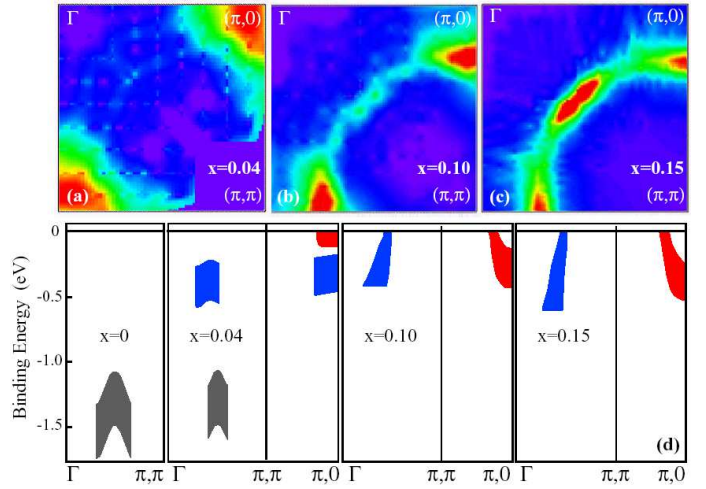 Γ (π,0) Γ (π,0) Γ (π,0)
x=0.04 x=0.10 x=0.15
(a) (π,π) (b) (π,π) (c) (π,π)
0
-0.5
-1.0
-1.5
Binding Energy (eV)
x=0 x=0.04 x=0.10 x=0.15
(d)
Γ π,π Γ π,π π,0 Γ π,π π,0 Γ π,π π,0